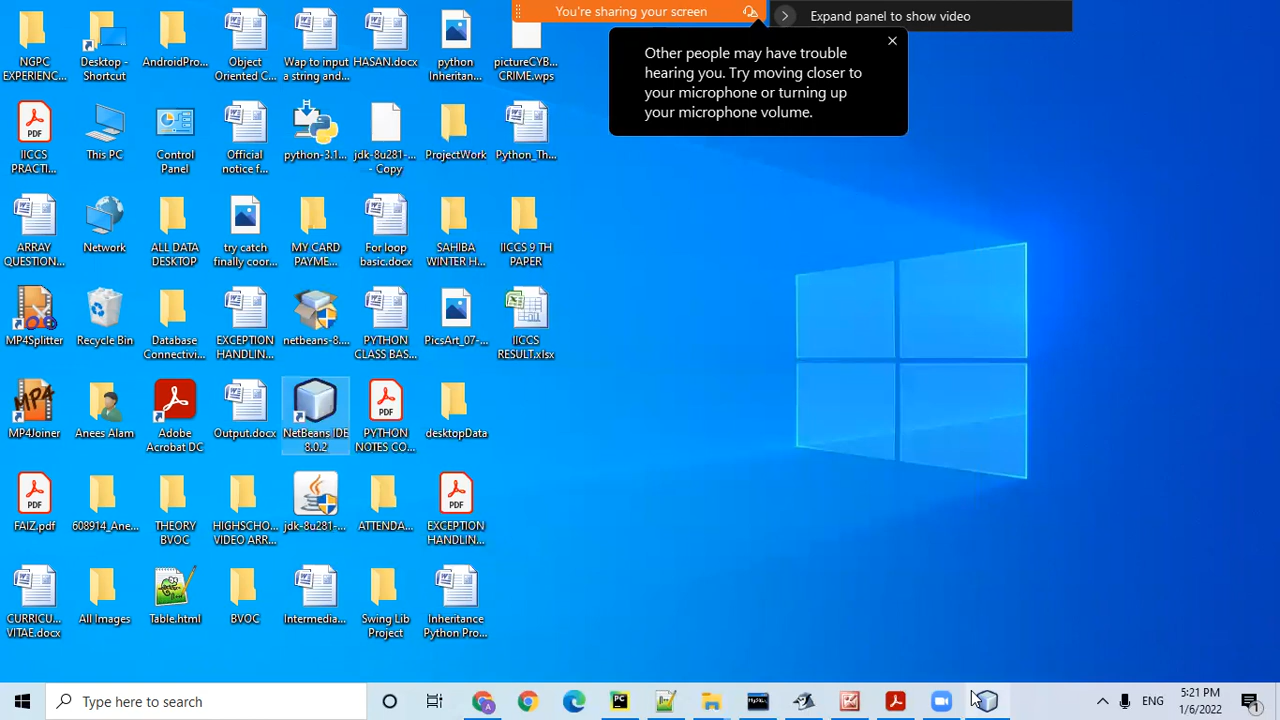 You're sharing your screen
Expand panel to show video
Other people may have trouble
hearing you. Try moving closer to
your microphone or turning up
your microphone volume.
NGPC
EXPERIENC...
Desktop -
Shortcut
AndroidPro...
Object
Oriented C...
Wap to input
a string and...
HASAN.docx
python
Inheritan...
pictureCYB...
CRIME.wps
PDF
IICCS
PRACTI...
This PC
Control
Panel
Official
notice f...
python-3.1...
jdk-8u281-...
- Copy
ProjectWork
Python_Th...
ARRAY
QUESTION...
Network
ALL DATA
DESKTOP
try catch
finally coor...
MY CARD
PAYME...
For loop
basic.docx
SAHIBA
WINTER H...
IICCS 9 TH
PAPER
MP4Splitter
Recycle Bin
Database
Connectivi...
EXCEPTION
HANDLIN...
netbeans-8....
PYTHON
CLASS BAS...
PicsArt_07-...
IICCS
RESULT.xlsx
MP4
MP4Joiner
Anees Alam
Adobe
Acrobat DC
Output.docx
NetBeans IDE
8.0.2
PDF
PYTHON
NOTES CO...
desktopData
PDF
FAIZ.pdf
608914_Ane...
THEORY
BVOC
HIGHSCHO...
VIDEO ARR...
jdk-8u281-...
ATTENDA...
PDF
EXCEPTION
HANDLIN...
CURRICU...
VITAE.docx
All Images
Table.html
BVOC
Intermedia...
Swing Lib
Project
Inheritance
Python Pro...
Type here to search
PC
MySQL
ENG
5:21 PM
1/6/2022
1